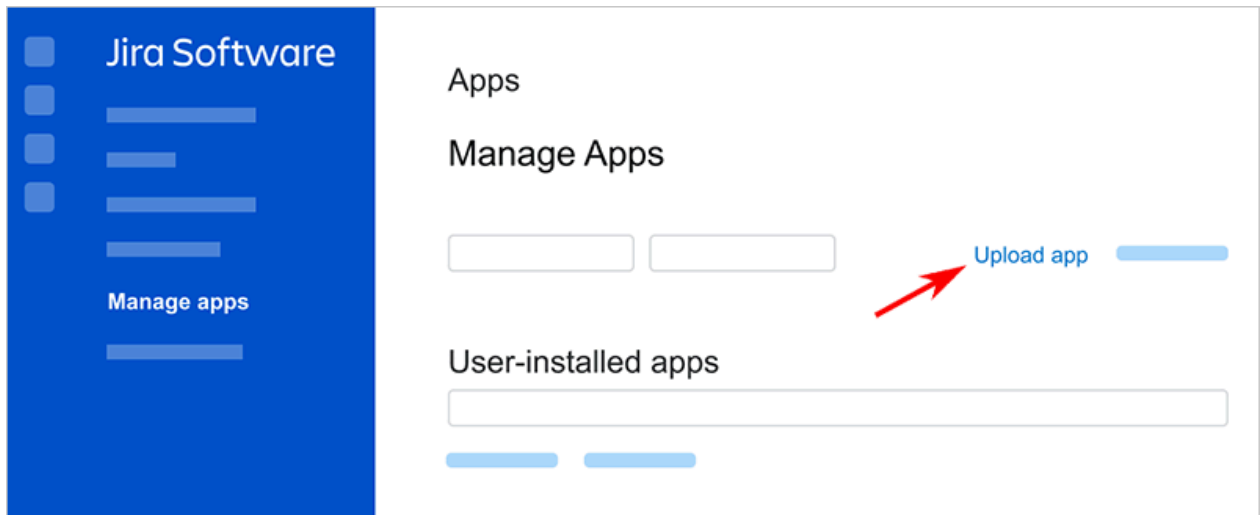 Jira Software
Manage apps
Apps
Manage Apps
Upload app
User-installed apps